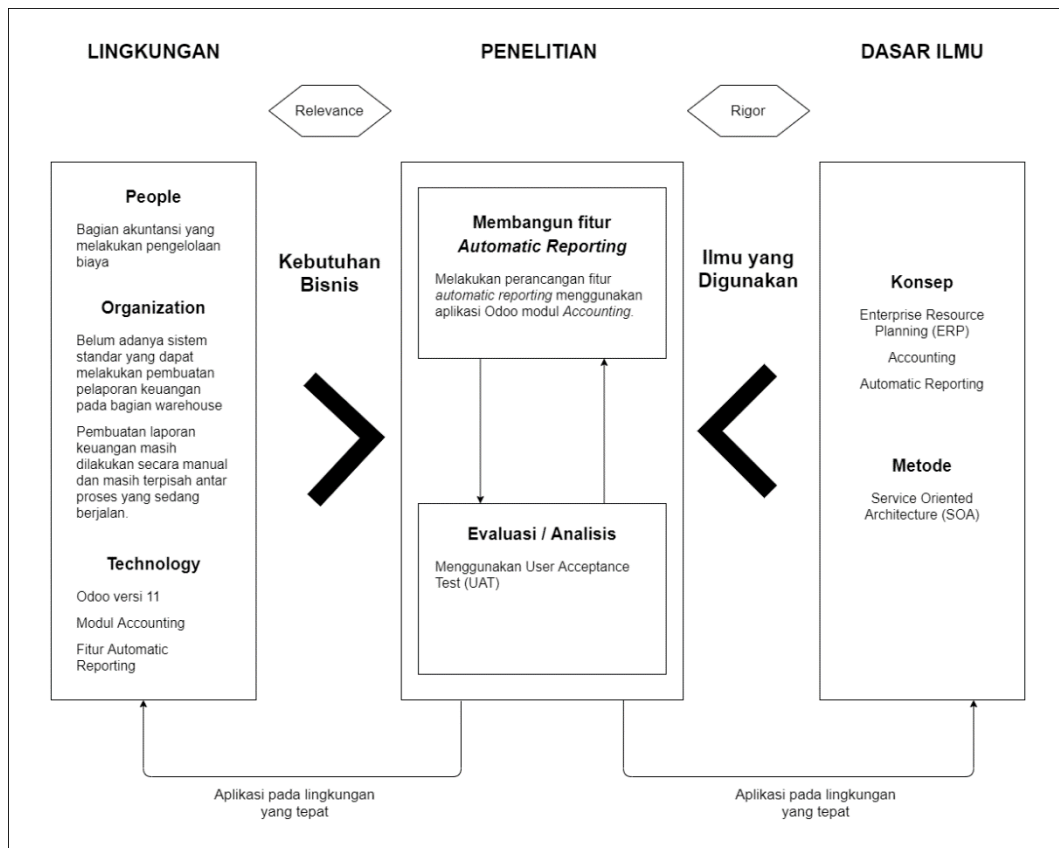 LINGKUNGAN
PENELITIAN
DASAR ILMU
Relevance
Rigor
People
Bagian akuntansi yang
melakukan pengelolaan
biaya
Organization
Belum adanya sistem
standar yang dapat
melakukan pembuatan
pelaporan keuangan
pada bagian warehouse
Pembuatan laporan
keuangan masih
dilakukan secara manual
dan masih terpisah antar
proses yang sedang
berjalan.
Technology
Odoo versi 11
Modul Accounting
Fitur Automatic
Reporting
Kebutuhan
Bisnis
Membangun fitur
Automatic Reporting
Melakukan perancangan fitur
automatic reporting menggunakan
aplikasi Odoo modul Accounting.
Evaluasi / Analisis
Menggunakan User Acceptance
Test (UAT)
Ilmu yang
Digunakan
Konsep
Enterprise Resource
Planning (ERP)
Accounting
Automatic Reporting
Metode
Service Oriented
Architecture (SOA)
Aplikasi pada lingkungan
yang tepat
Aplikasi pada lingkungan
yang tepat